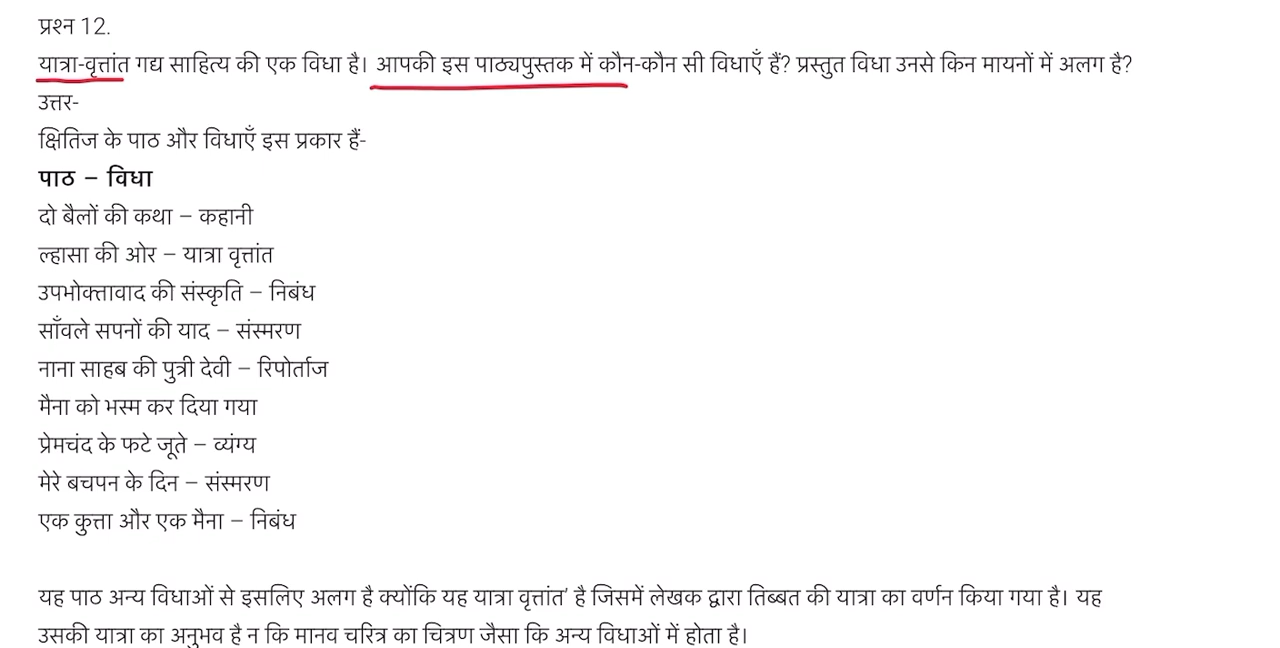 प्रश्न 12.
यात्रा-वृत्तांत गद्य साहित्य की एक विधा है। आपकी इस पाठ्यपुस्तक में कौन-कौन सी विधाएँ हैं? प्रस्तुत विधा उनसे किन मायनों में अलग है?
उत्तर-
क्षितिज के पाठ और विधाएँ इस प्रकार हैं-
पाठ – विधा
दो बैलों की कथा – कहानी
ल्हासा की ओर – यात्रा वृत्तांत
उपभोक्तावाद की संस्कृति – निबंध
साँवले सपनों की याद – संस्मरण
नाना साहब की पुत्री देवी – रिपोर्ताज
मैना को भस्म कर दिया गया
प्रेमचंद के फटे जूते – व्यंग्य
मेरे बचपन के दिन – संस्मरण
एक कुत्ता और एक मैना – निबंध
यह पाठ अन्य विधाओं से इसलिए अलग है क्योंकि यह यात्रा वृत्तांत’ है जिसमें लेखक द्वारा तिब्बत की यात्रा का वर्णन किया गया है। यह
उसकी यात्रा का अनुभव है न कि मानव चरित्र का चित्रण जैसा कि अन्य विधाओं में होता है।